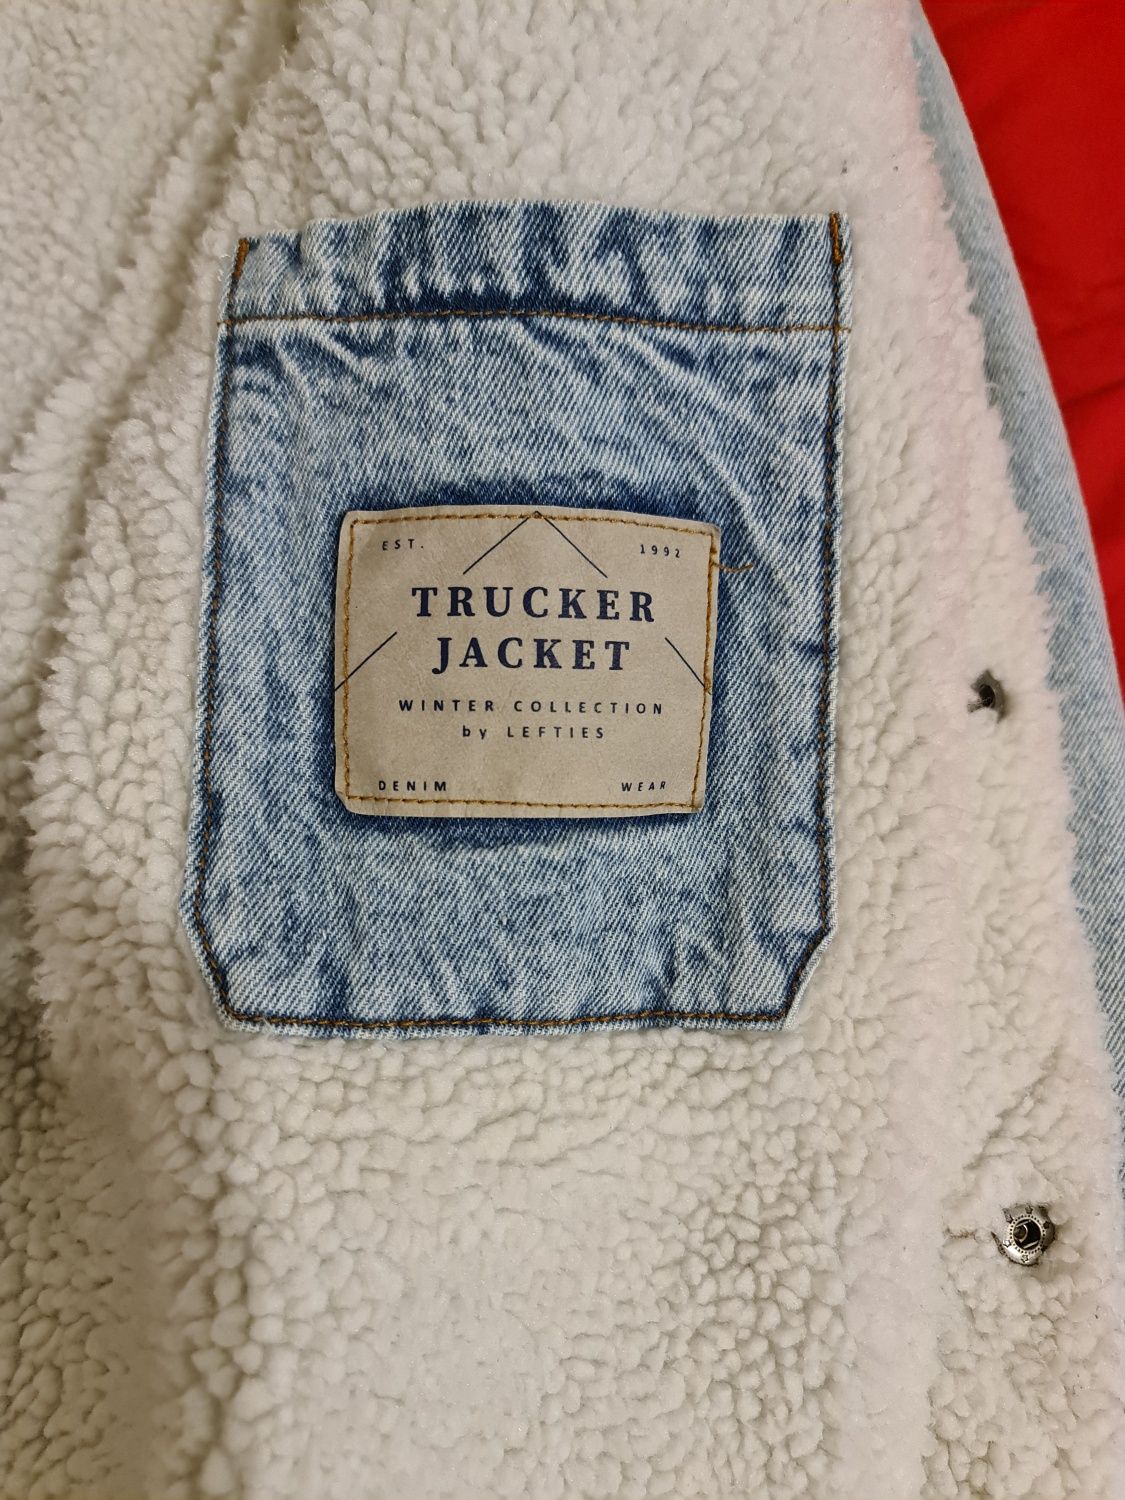 EST. 1992
TRUCKER
JACKET
WINTER COLLECTION
by LEFTIES
DENIM WEAR